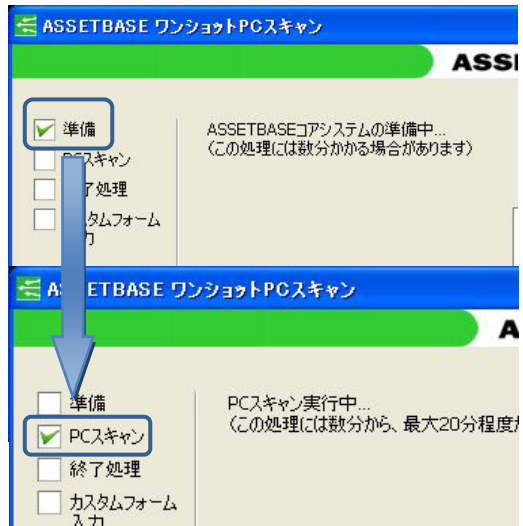 ASSETBASE ワンショットPCスキャン
ASS
準備
スキャン
処理
タムフォーム
ASSETBASEコアシステムの準備中...
(この処理には数分かかる場合があります)
ETBASE ワンショットPCスキャン
A
準備
PCスキャン
終了処理
カスタムフォーム
入力
PCスキャン実行中...
(この処理には数分から、最大20分程度